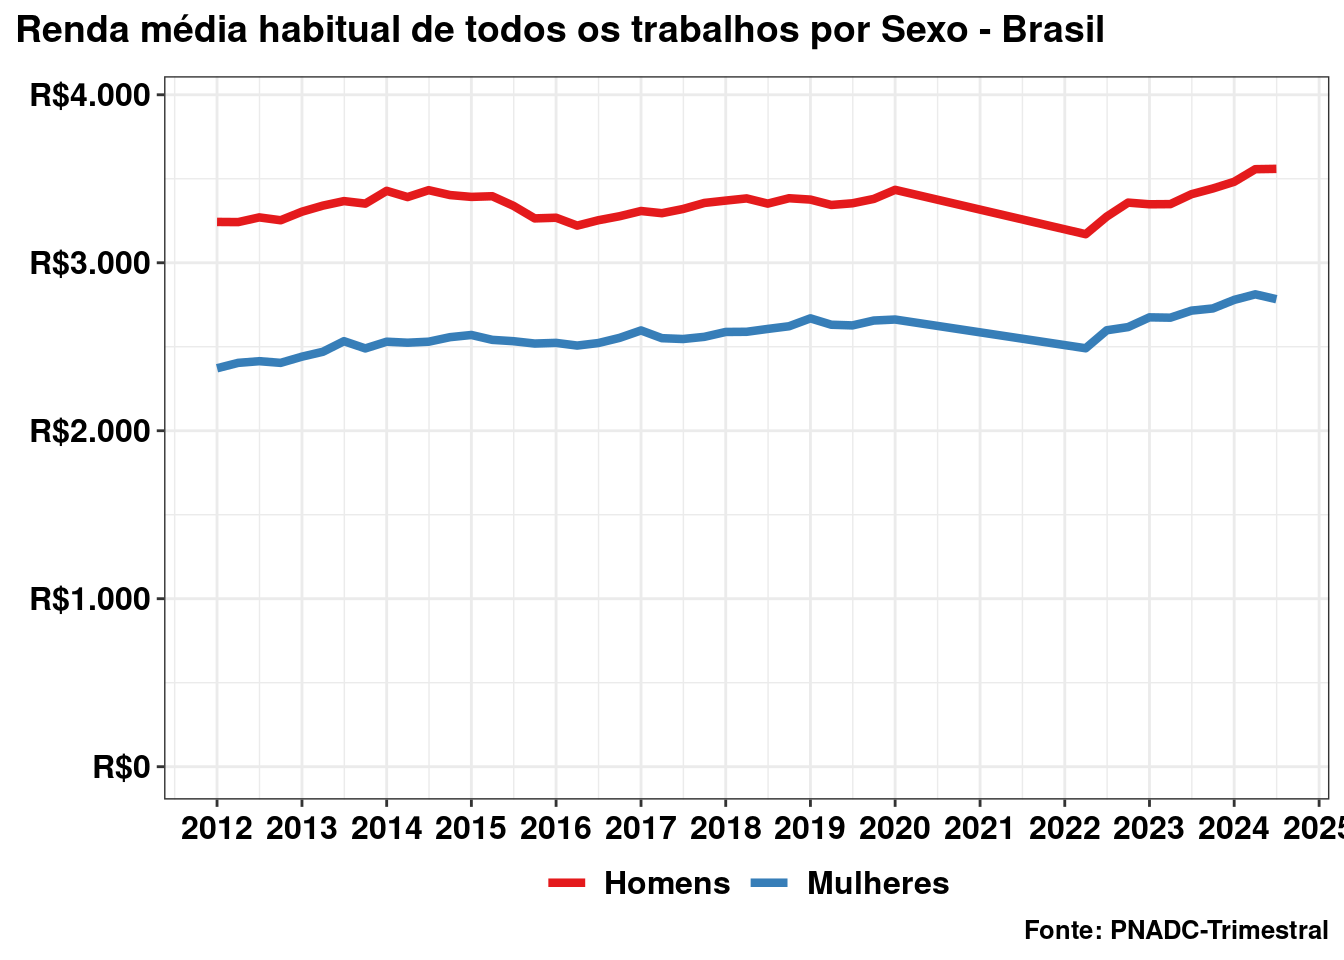 Renda média habitual de todos os trabalhos por Sexo - Brasil
R$4.000
R$3.000
R$2.000
R$1.000
R$0
2012 2013 2014 2015 2016 2017 2018 2019 2020 2021 2022 2023 2024 2025
Homens Mulheres
Fonte: PNADC-Trimestral